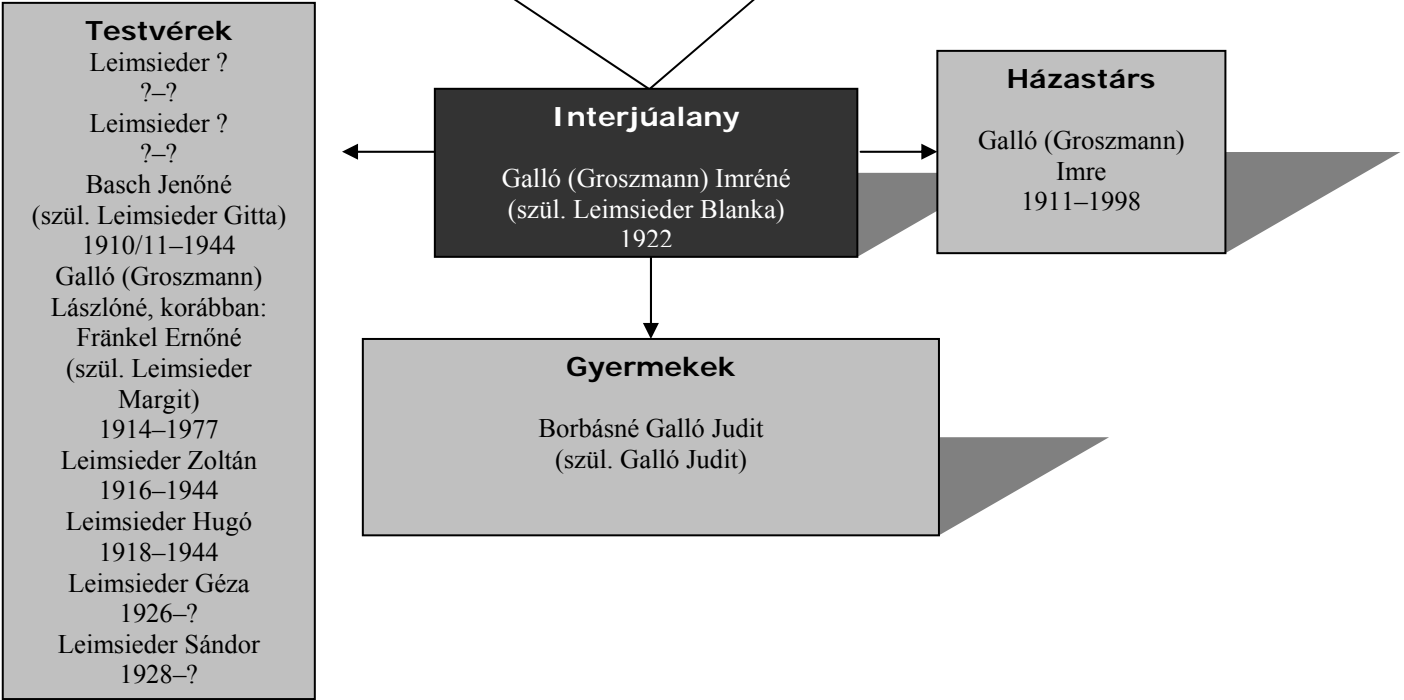 Testvérek
Leimsieder ?
?–?
Leimsieder ?
?–?
Basch Jenőné
(szül. Leimsieder Gitta)
1910/11–1944
Galló (Groszmann)
Lászlóné, korábban:
Fränkel Ernőné
(szül. Leimsieder
Margit)
1914–1977
Leimsieder Zoltán
1916–1944
Leimsieder Hugó
1918–1944
Leimsieder Géza
1926–?
Leimsieder Sándor
1928–?
Interjúalany
Galló (Groszmann) Imréné
(szül. Leimsieder Blanka)
1922
Házastárs
Galló (Groszmann)
Imre
1911–1998
Gyermekek
Borbásné Galló Judit
(szül. Galló Judit)